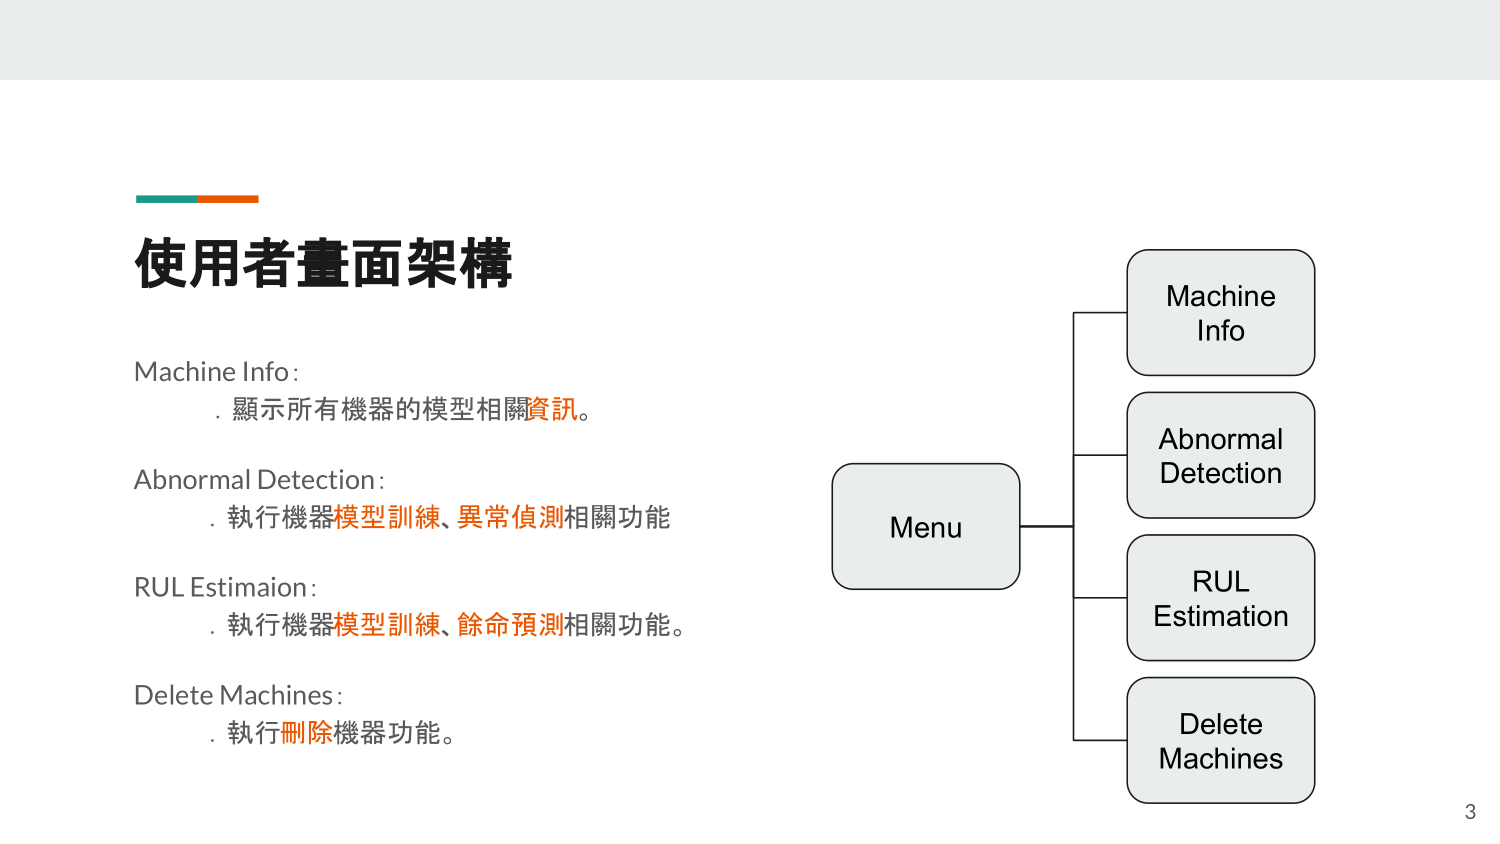 使用者畫面架構
Machine Info：
．顯示所有機器的模型相關資訊。
Abnormal Detection：
．執行機器模型訓練、異常偵測相關功能
RUL Estimaion：
．執行機器模型訓練、餘命預測相關功能。
Delete Machines：
．執行刪除機器功能。
Menu
Machine
Info
Abnormal
Detection
RUL
Estimation
Delete
Machines
3